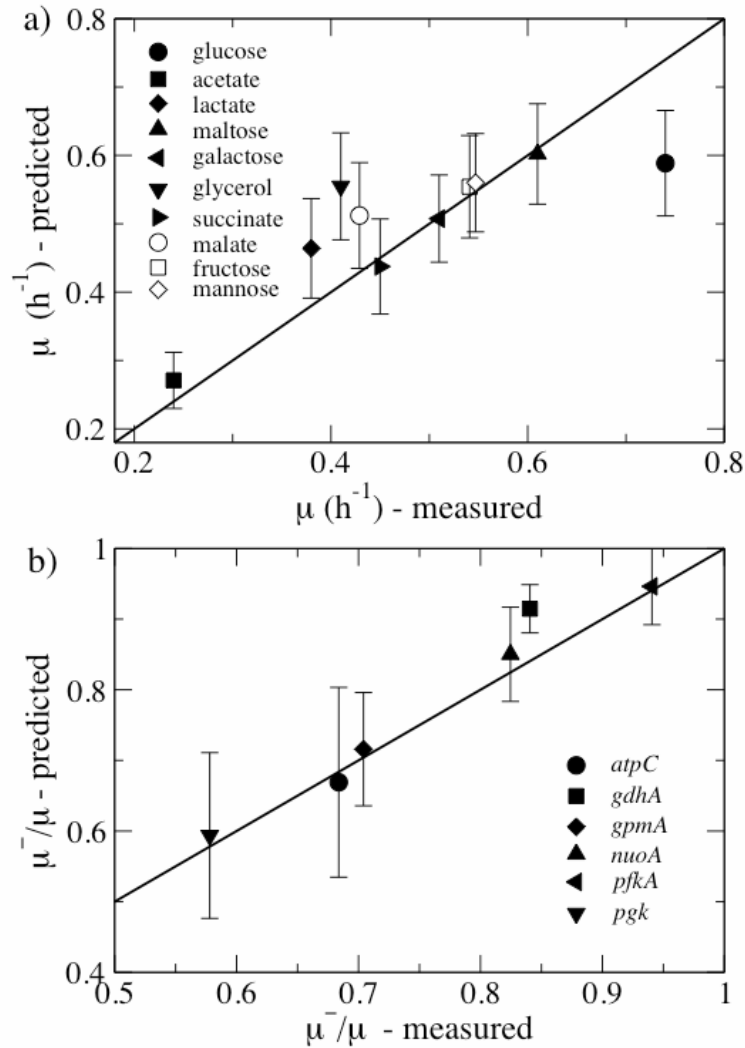 a)
0.8
glucose
acetate
lactate
maltose
galactose
glycerol
succinate
malate
fructose
mannose
0.6
0.4
0.2
μ (h⁻¹) - predicted
0.2 0.4 0.6 0.8
μ (h⁻¹) - measured
b)
1
0.8
0.6
0.4
μ⁻/μ - predicted
atpC
gdhA
gpmA
nuoA
pfkA
pgk
0.5 0.6 0.7 0.8 0.9 1
μ⁻/μ - measured